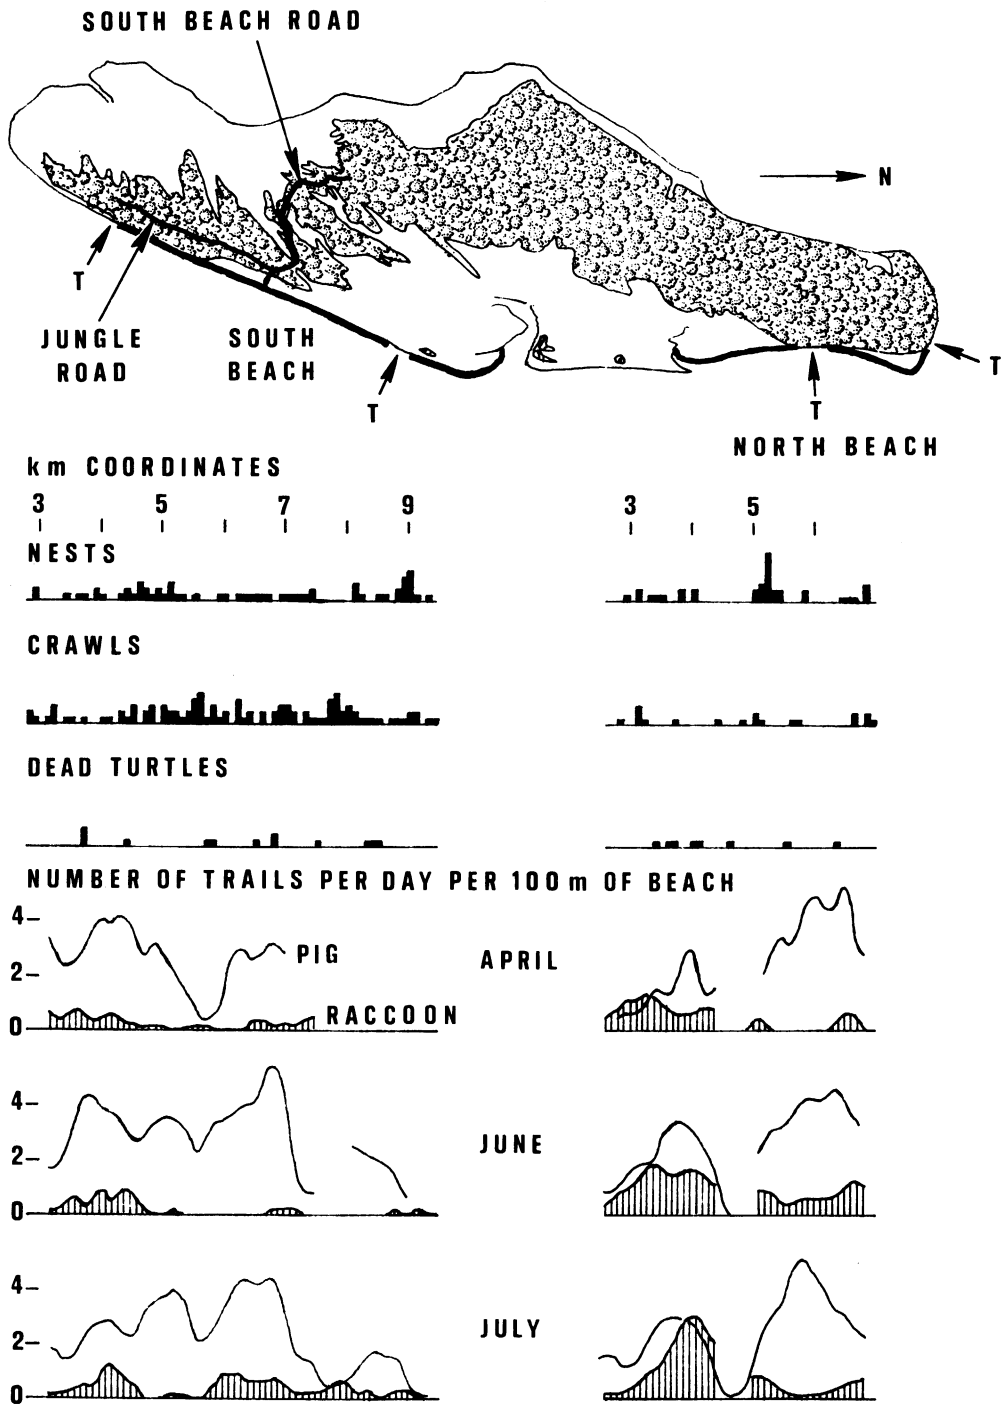 SOUTH BEACH ROAD
N
T
JUNGLE ROAD
SOUTH BEACH
T
T
T
NORTH BEACH
km COORDINATES
3 5 7 9 3 5
NESTS
CRAWLS
DEAD TURTLES
NUMBER OF TRAILS PER DAY PER 100 m OF BEACH
4
2
0
PIG
RACCOON
APRIL
4
2
0
JUNE
4
2
0
JULY